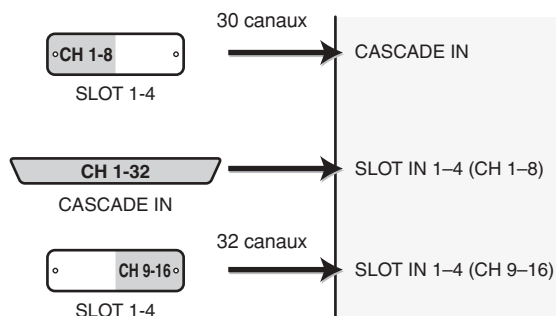 30 canaux
CH 1-8
CASCADE IN
SLOT 1-4
CH 1-32
SLOT IN 1–4 (CH 1–8)
CASCADE IN
32 canaux
CH 9-16
SLOT IN 1–4 (CH 9–16)
SLOT 1-4